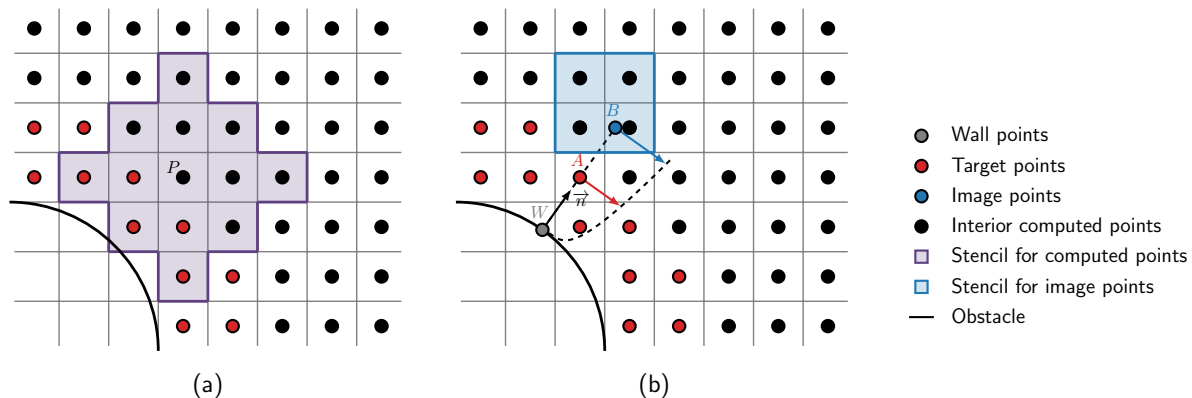 P
B
A
W
n
Wall points
Target points
Image points
Interior computed points
Stencil for computed points
Stencil for image points
Obstacle
(a)
(b)